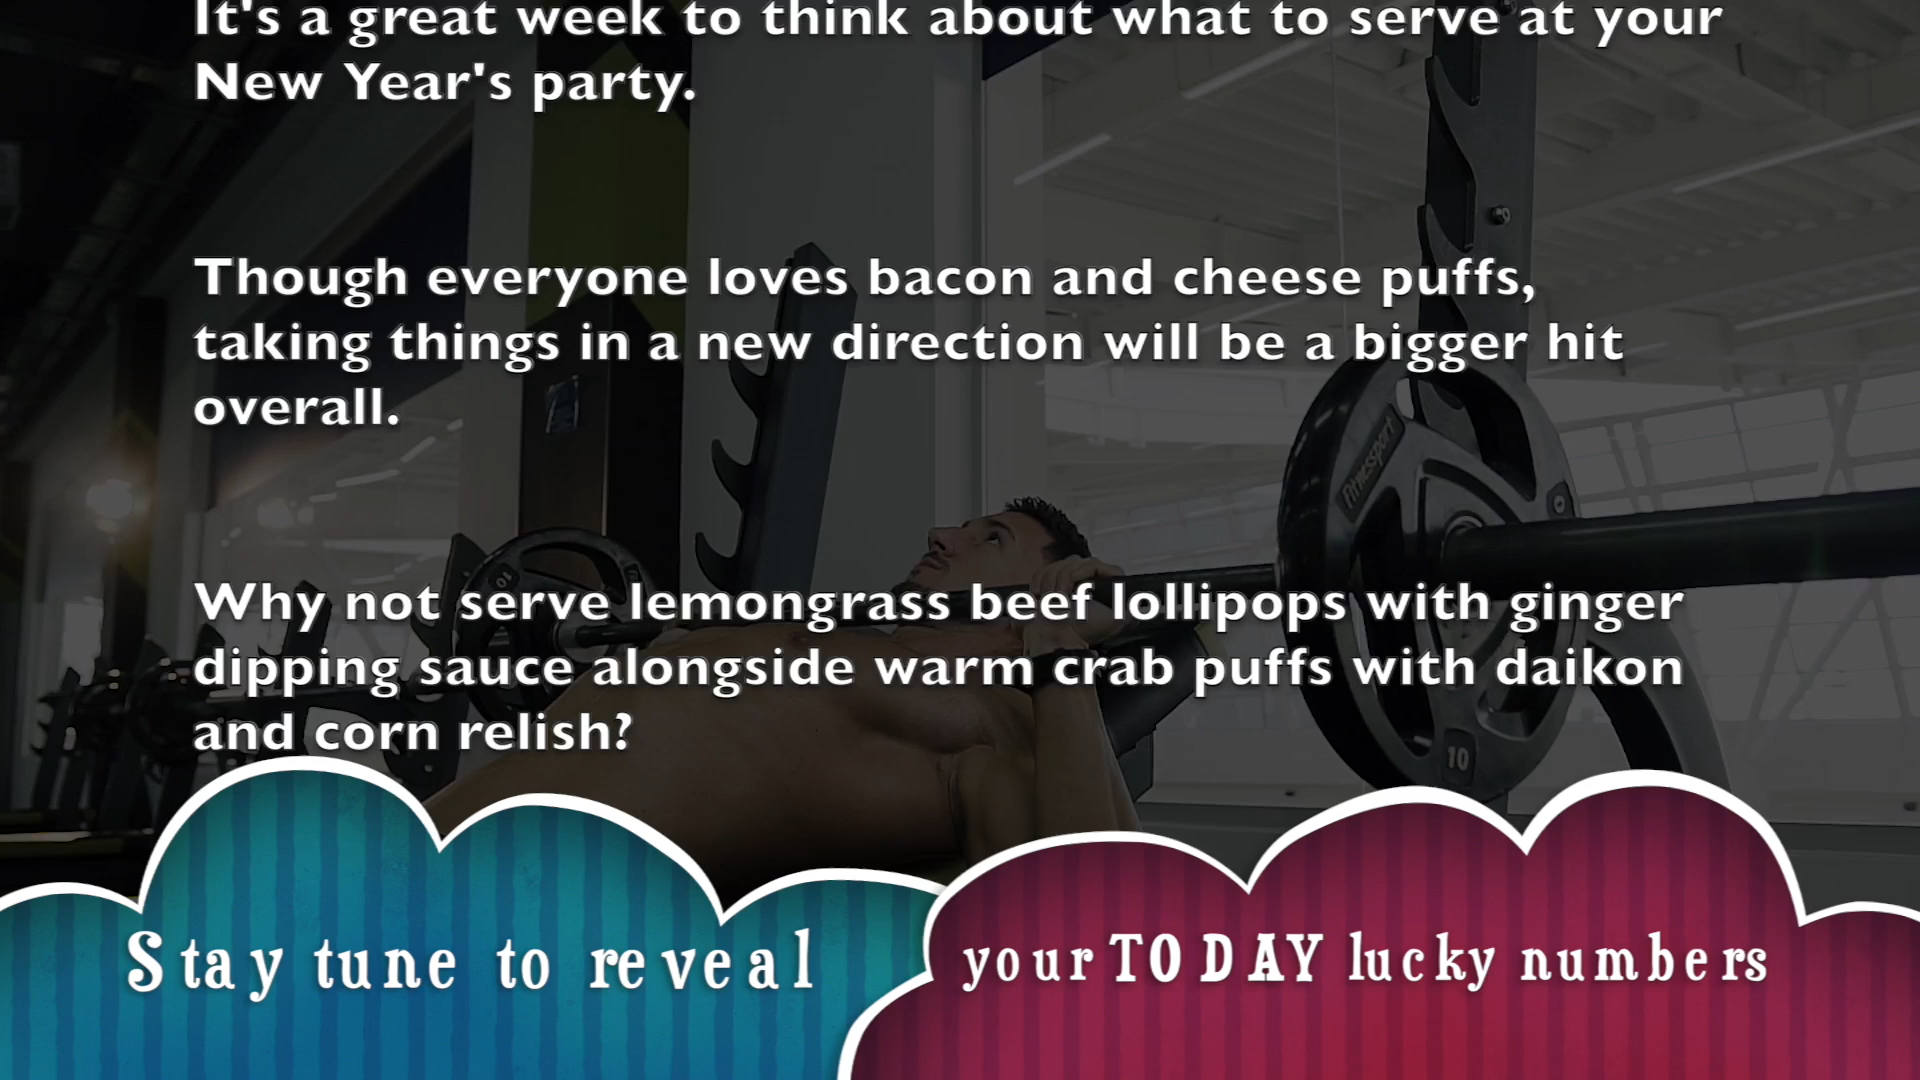 It's a great week to think about what to serve at your
New Year's party.
Though everyone loves bacon and cheese puffs,
taking things in a new direction will be a bigger hit
overall.
Why not serve lemongrass beef lollipops with ginger
dipping sauce alongside warm crab puffs with daikon
and corn relish?
Stay tune to reveal
your TODAY lucky numbers
Fitnessport
10
10